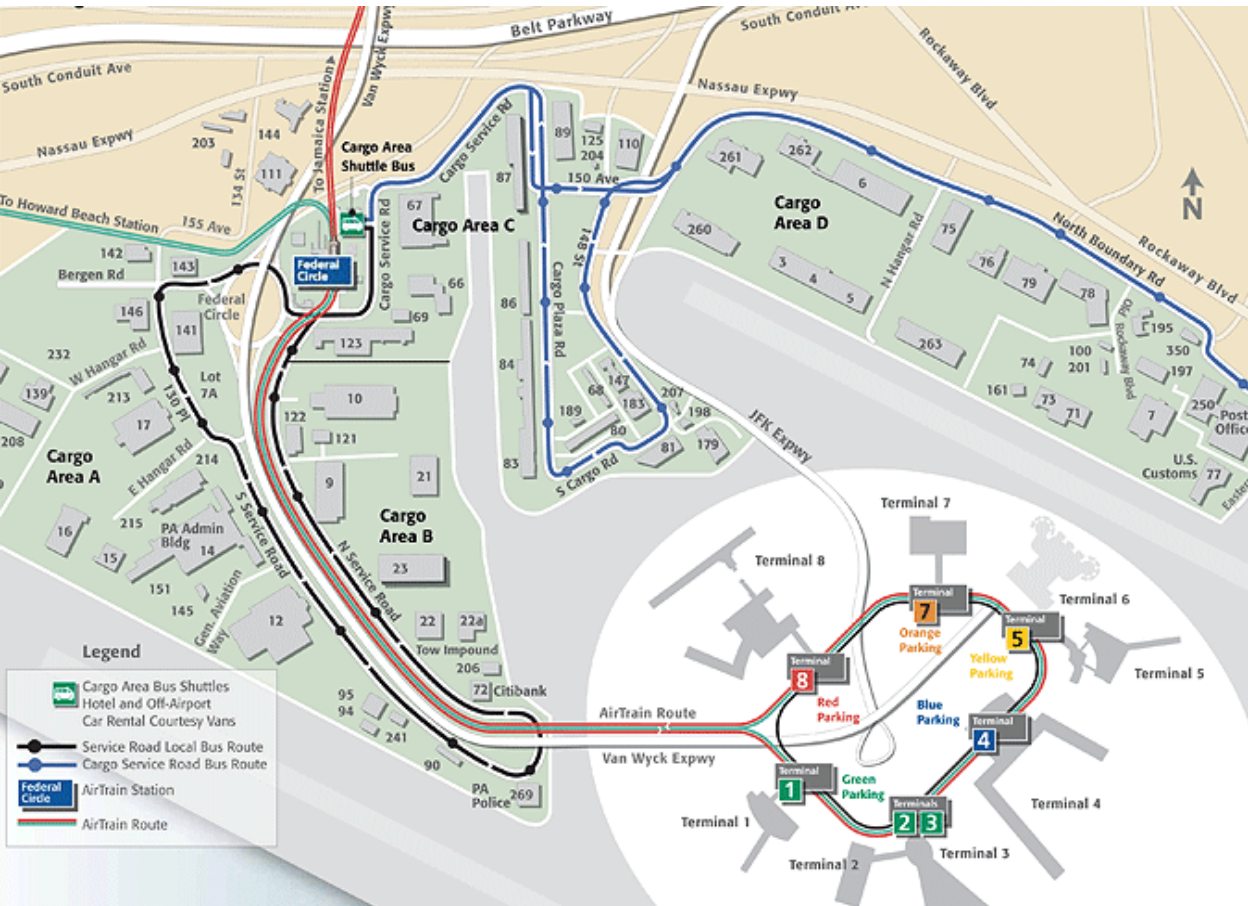 Belt Parkway
South Conduit Ave
South Conduit Ave
Nassau Expwy
Nassau Expwy
Van Wyck Expwy
To Jamaica Station
Rockaway Blvd
Rockaway Blvd
N
203
144
134 St
111
Cargo Area
Shuttle Bus
Cargo Service Rd
To Howard Beach Station
155 Ave
Federal
Circle
Cargo Service Rd
67
Cargo Area C
87
89
125
204
110
150 Ave
148 St
Cargo Plaza Rd
261
262
6
Cargo
Area D
260
3
4
5
N Hangar Rd
75
76
79
78
North Boundary Rd
P/O
Rockaway Blvd
195
350
197
100
201
74
161
73
71
263
7
250
Post
Office
U.S.
Customs
77
142
143
Bergen Rd
146
141
Federal
Circle
66
69
123
86
84
83
232
W Hangar Rd
Lot
7A
139
213
130 Pl
17
208
Cargo
Area A
E Hangar Rd
214
122
10
121
9
21
Cargo
Area B
23
68
147
183
189
80
207
198
81
179
S Cargo Rd
JFK Expwy
16
215
15
PA Admin
Bldg
14
151
145
S Service Road
N Service Road
Gen. Aviation
Way
12
22
22a
Tow Impound
206
72
Citibank
95
94
241
90
PA
Police
269
AirTrain Route
Van Wyck Expwy
Terminal 7
Terminal 8
Terminal
7
Orange
Parking
Terminal 6
Terminal
5
Yellow
Parking
Terminal 5
Terminal
8
Red
Parking
Blue
Parking
Terminal
4
Terminal 4
Terminal
1
Green
Parking
Terminal 1
Terminals
2
3
Terminal 2
Terminal 3
Legend
Cargo Area Bus Shuttles
Hotel and Off-Airport
Car Rental Courtesy Vans
Service Road Local Bus Route
Cargo Service Road Bus Route
Federal
Circle
AirTrain Station
AirTrain Route